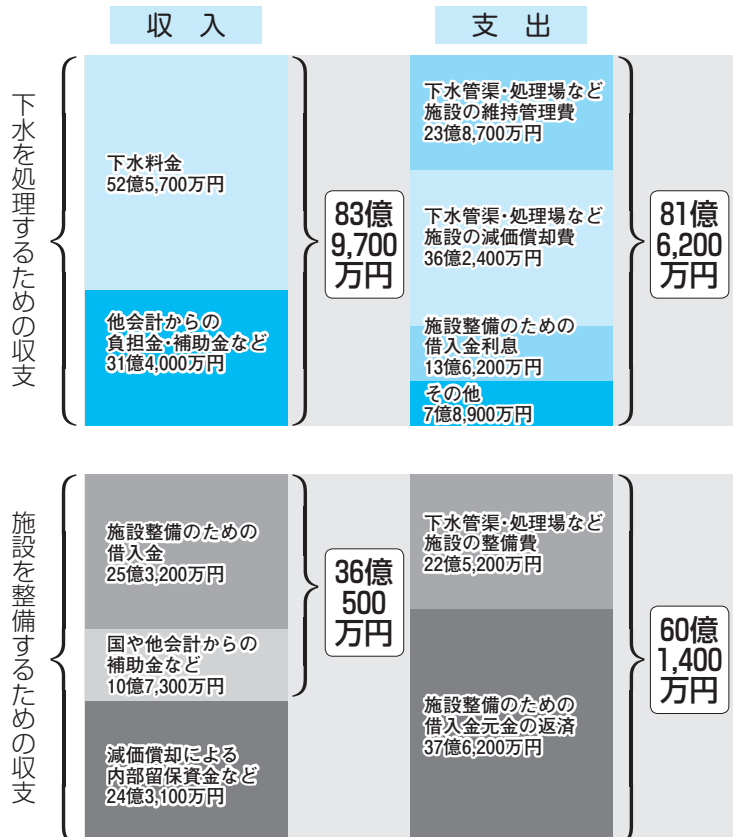 収 入
支 出
下水を処理するための収支
下水料金
52億5,700万円
他会計からの
負担金・補助金など
31億4,000万円
83億
9,700
万円
下水管渠・処理場など
施設の維持管理費
23億8,700万円
下水管渠・処理場など
施設の減価償却費
36億2,400万円
施設整備のための
借入金利息
13億6,200万円
その他
7億8,900万円
81億
6,200
万円
施設を整備するための収支
施設整備のための
借入金
25億3,200万円
国や他会計からの
補助金など
10億7,300万円
減価償却による
内部留保資金など
24億3,100万円
36億
500
万円
下水管渠・処理場など
施設の整備費
22億5,200万円
施設整備のための
借入金元金の返済
37億6,200万円
60億
1,400
万円